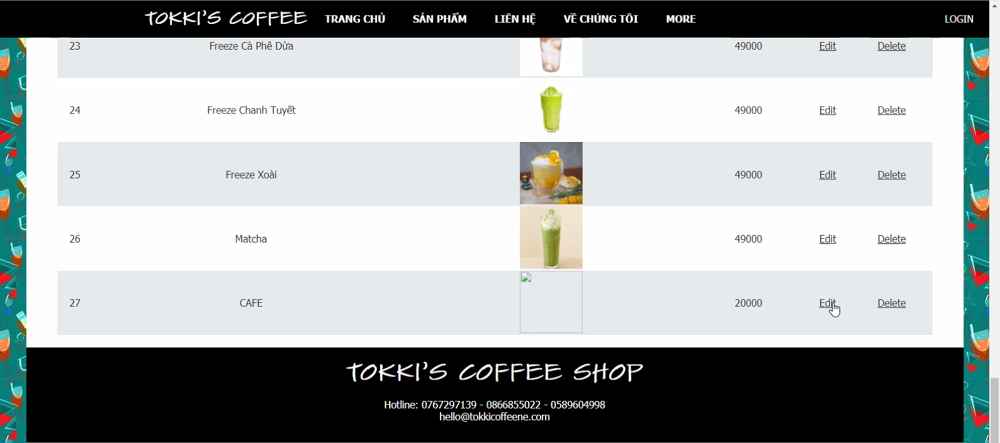 TOKKI'S COFFEE TRANG CHỦ SẢN PHẨM LIÊN HỆ VỀ CHÚNG TÔI MORE LOGIN
23 Freeze Cà Phê Dừa 49000 Edit Delete
24 Freeze Chanh Tuyết 49000 Edit Delete
25 Freeze Xoài 49000 Edit Delete
26 Matcha 49000 Edit Delete
27 CAFE 20000 Edit Delete
TOKKI'S COFFEE SHOP
Hotline: 0767297139 - 0866855022 - 0589604998
hello@tokkicoffeene.com